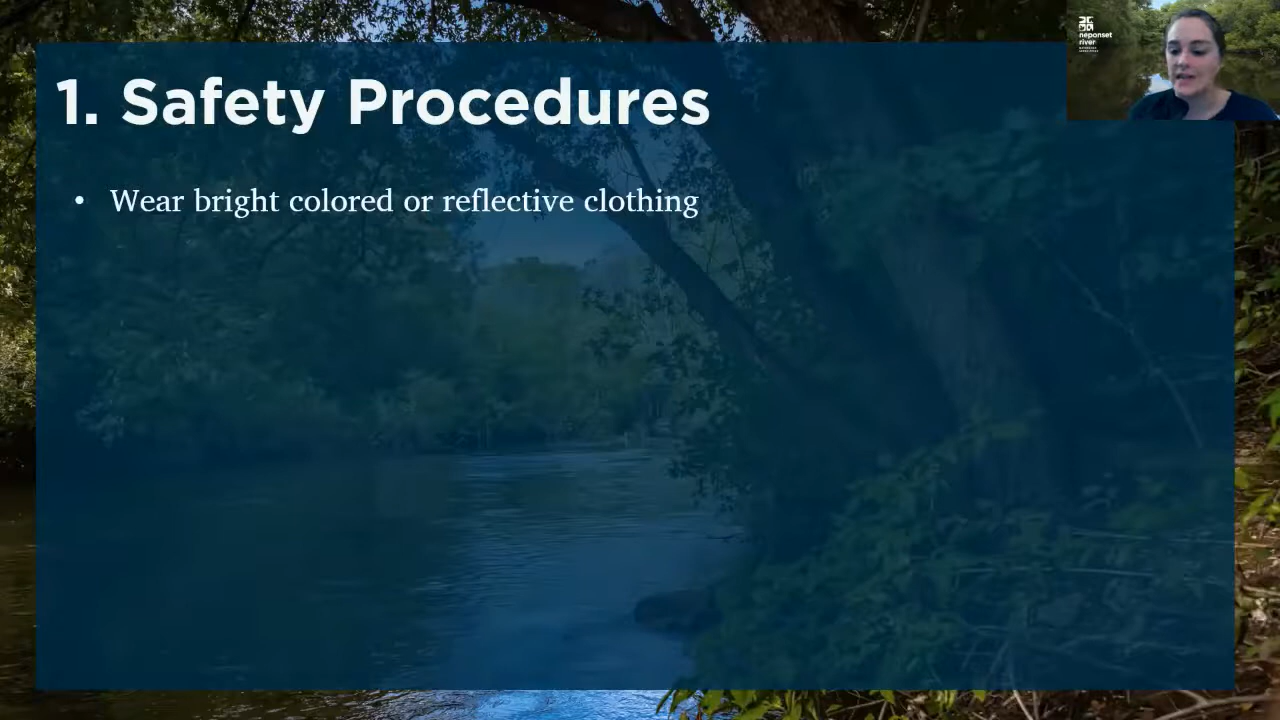 1. Safety Procedures
• Wear bright colored or reflective clothing
neponset
river